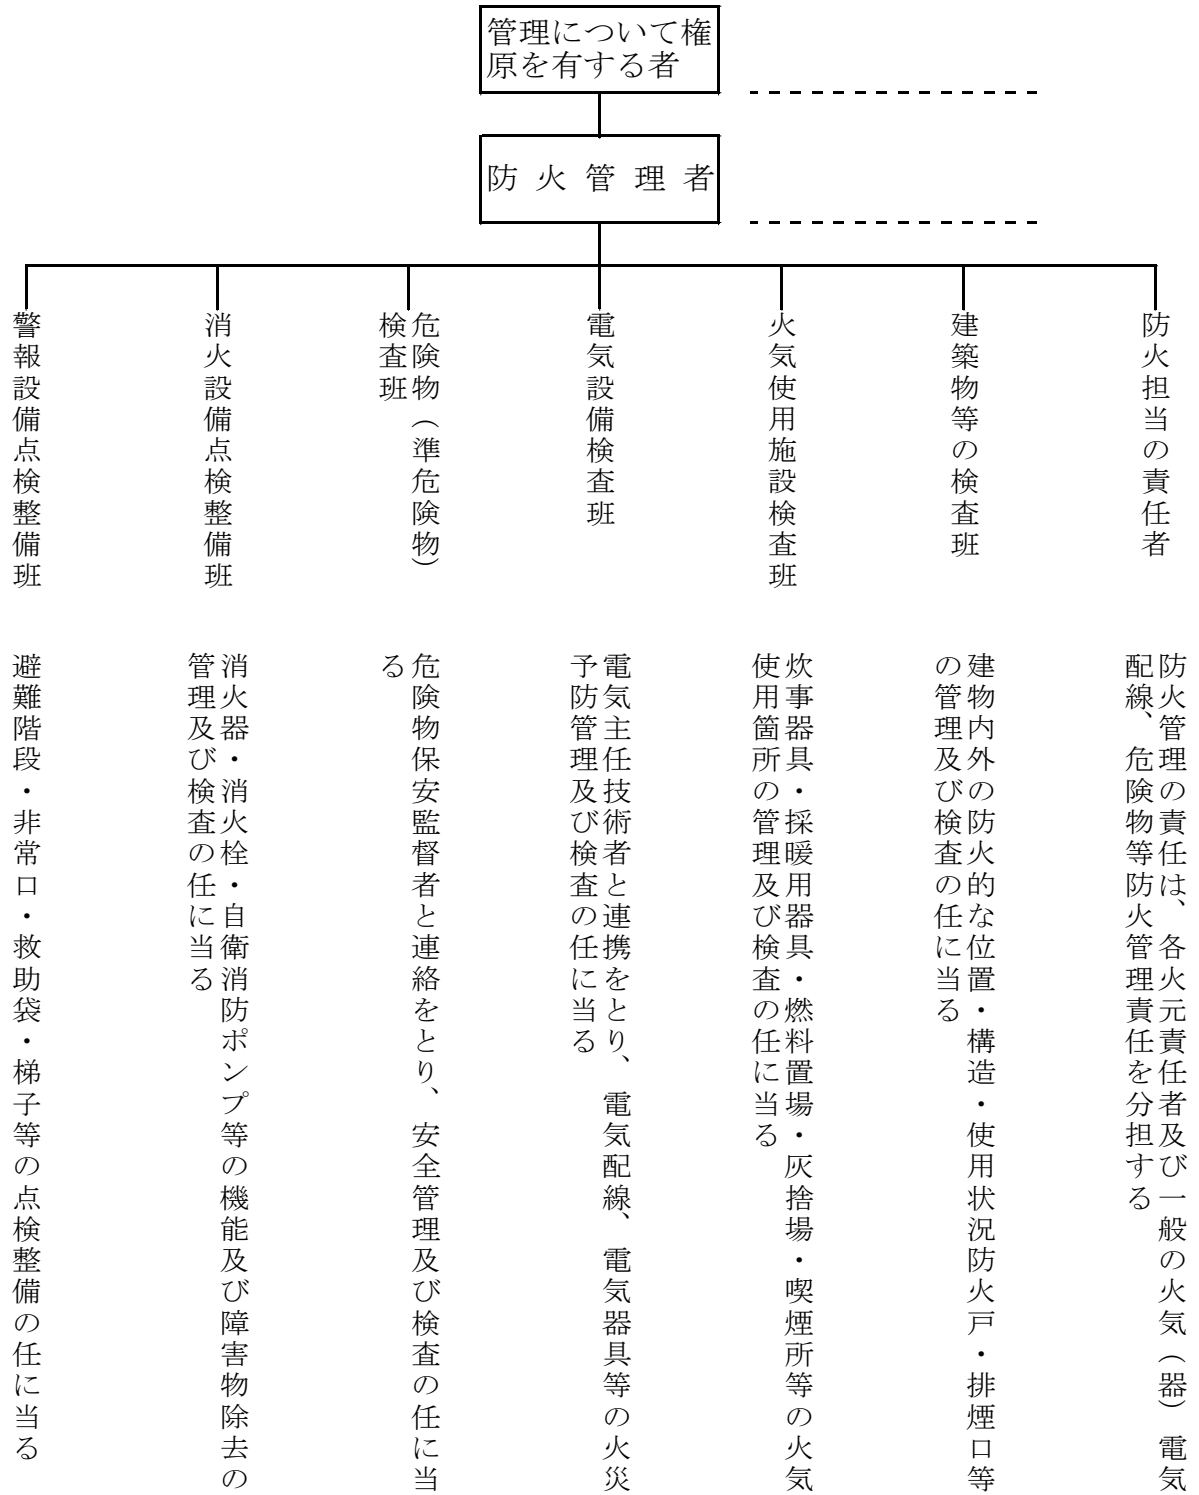 管理について権
原を有する者
防火管理者
防火担当の責任者
防火管理の責任は、各火元責任者及び一般の火気（器）電気
配線、危険物等防火管理責任を分担する
建築物等の検査班
建物内外の防火的な位置・構造・使用状況防火戸・排煙口等
の管理及び検査の任に当る
火気使用施設検査班
炊事器具・採暖用器具・燃料置場・灰捨場・喫煙所等の火気
使用箇所の管理及び検査の任に当る
電気設備検査班
電気主任技術者と連携をとり、電気配線、電気器具等の火災
予防管理及び検査の任に当る
危険物（準危険物）
検査班
危険物保安監督者と連絡をとり、安全管理及び検査の任に当
る
消火設備点検整備班
消火器・消火栓・自衛消防ポンプ等の機能及び障害物除去の
管理及び検査の任に当る
警報設備点検整備班
避難階段・非常口・救助袋・梯子等の点検整備の任に当る